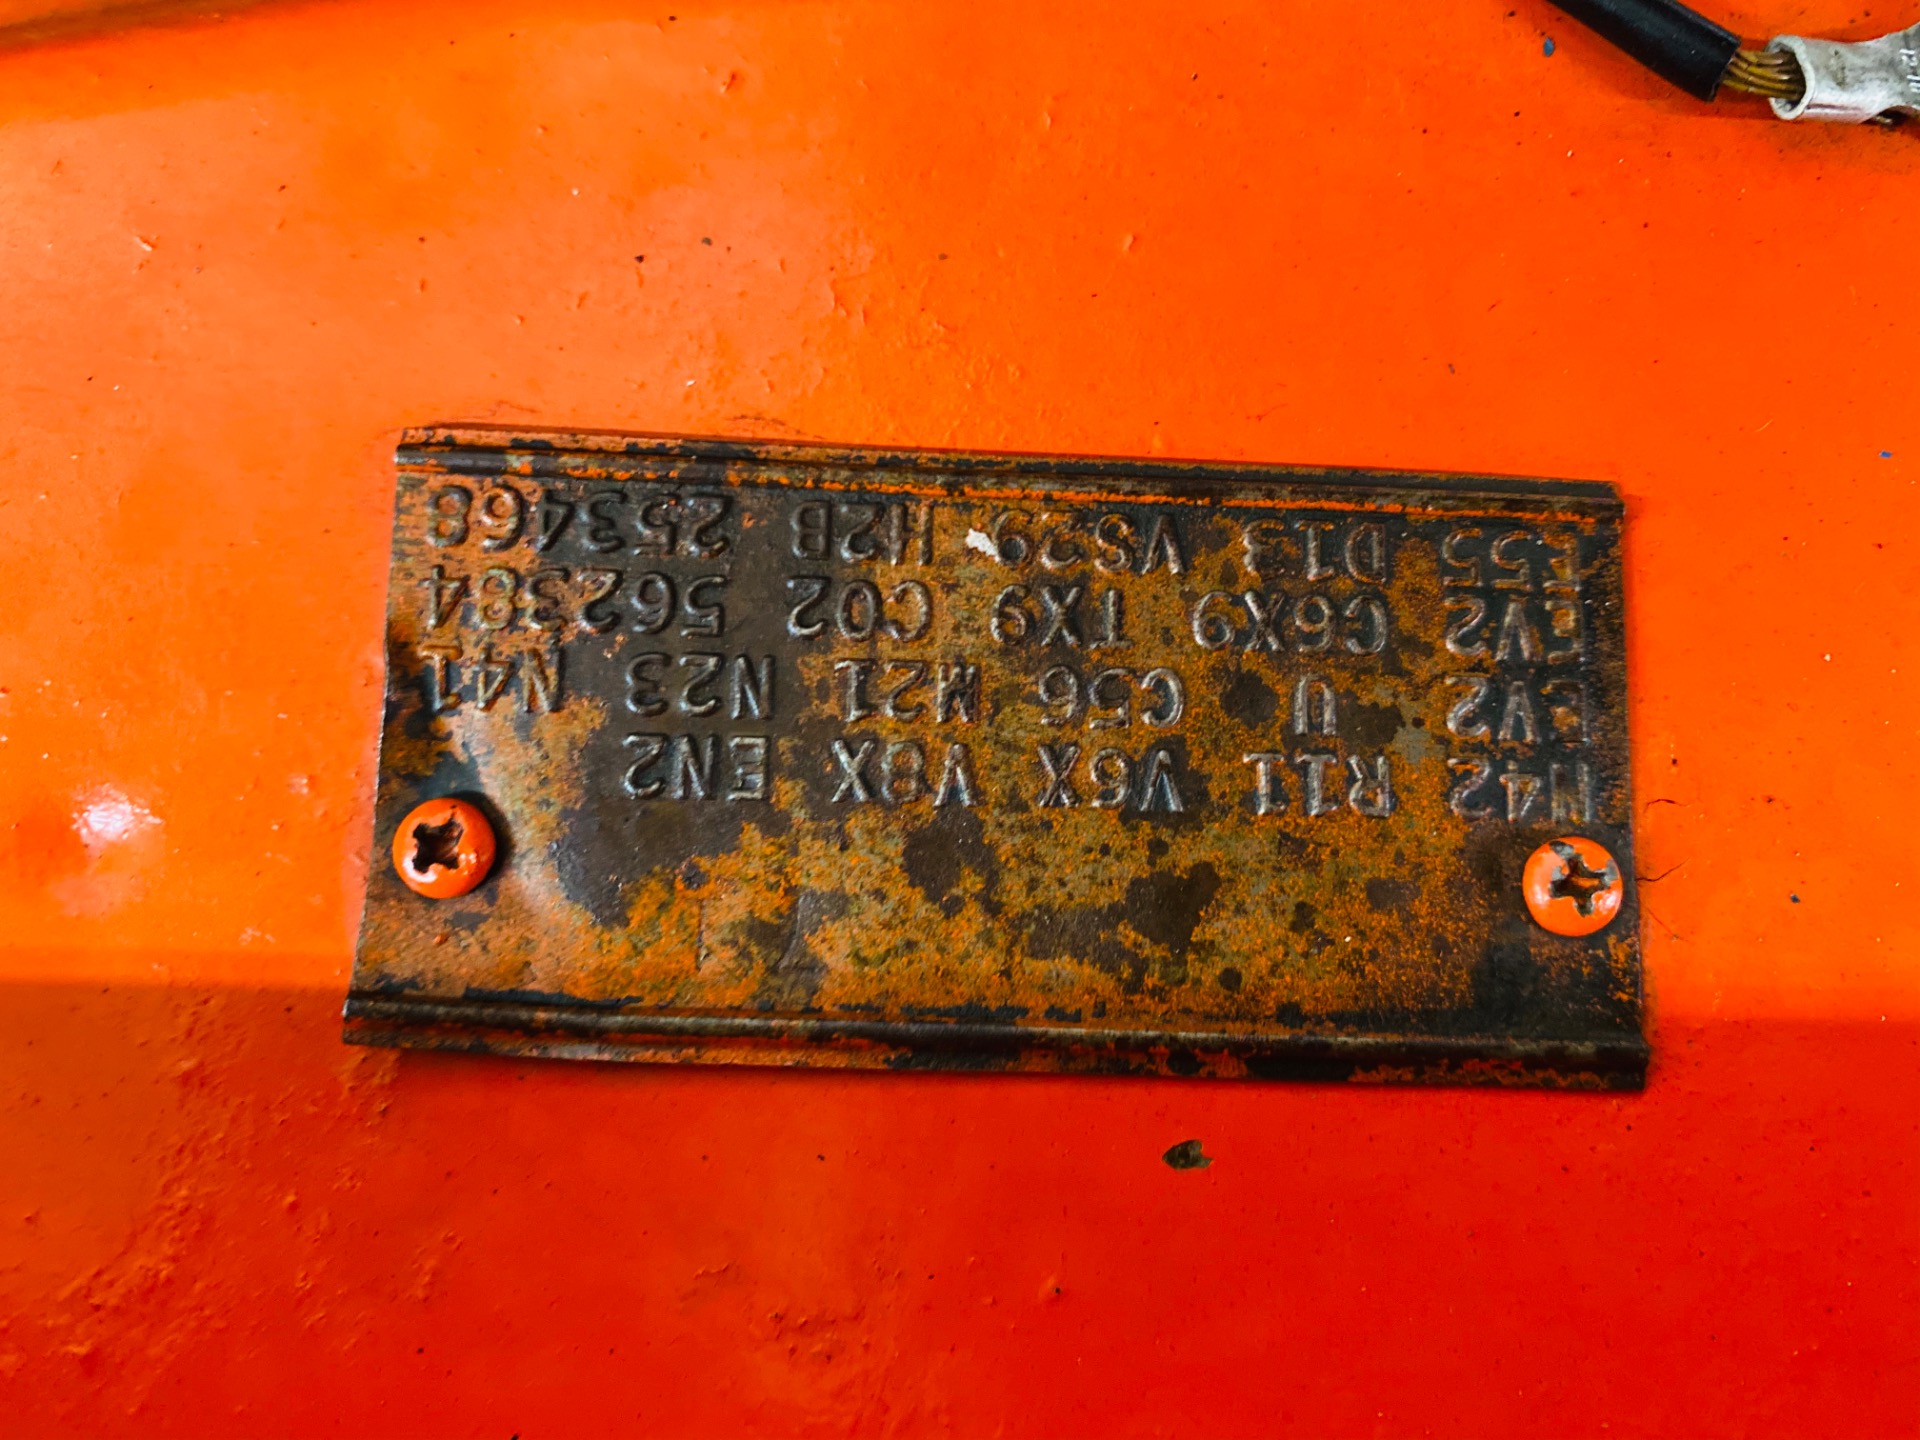 N42 R11 V6X V8X EN2
EV2 U C56 M21 N23 N41
EV2 C6X9 TX9 C02 562384
E55 D13 VS29 H2B 253468